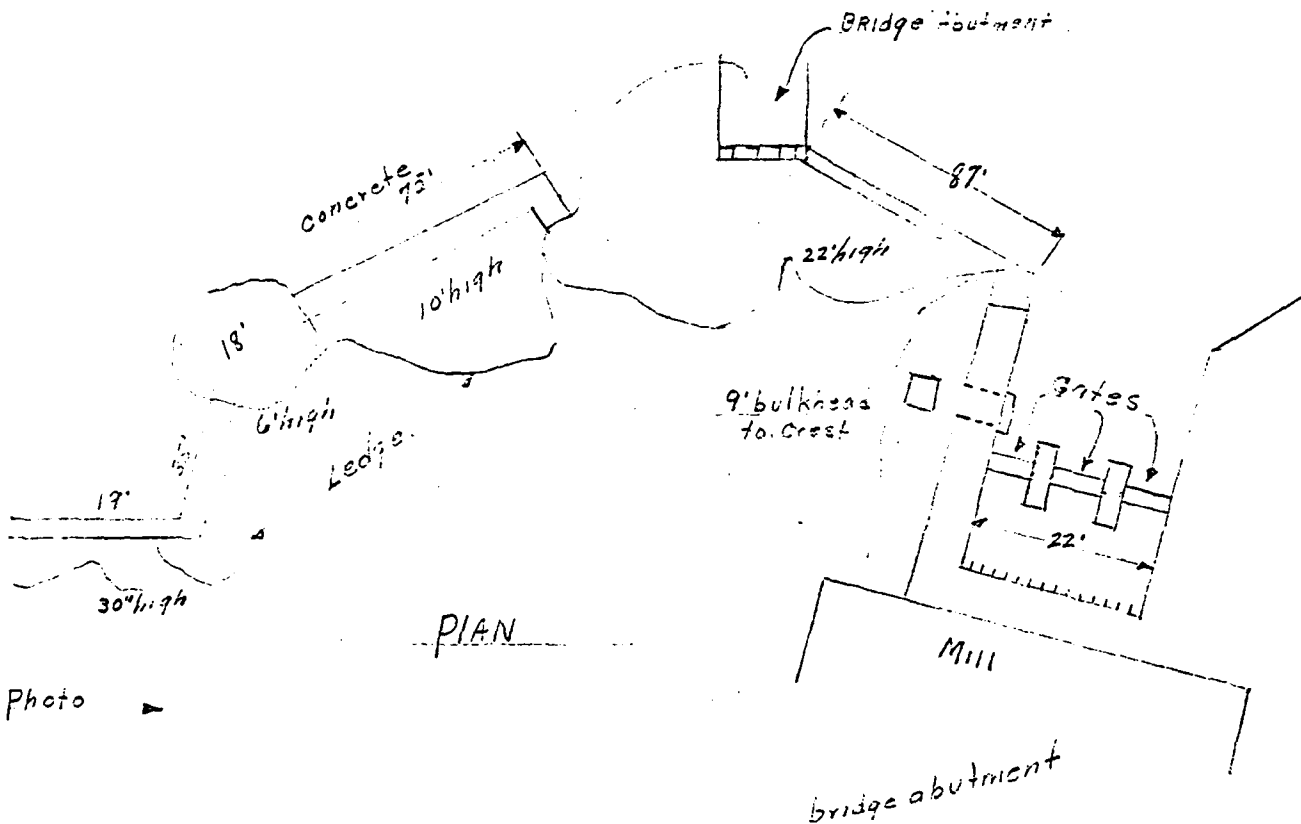 BRIDge
Abutment
concrete
72'
87'
22'high
10'high
18'
6'high
Ledge
9'bulkhead
to Crest
Gates
17'
22'
30"high
PLAN
Mill
Photo
bridge abutment